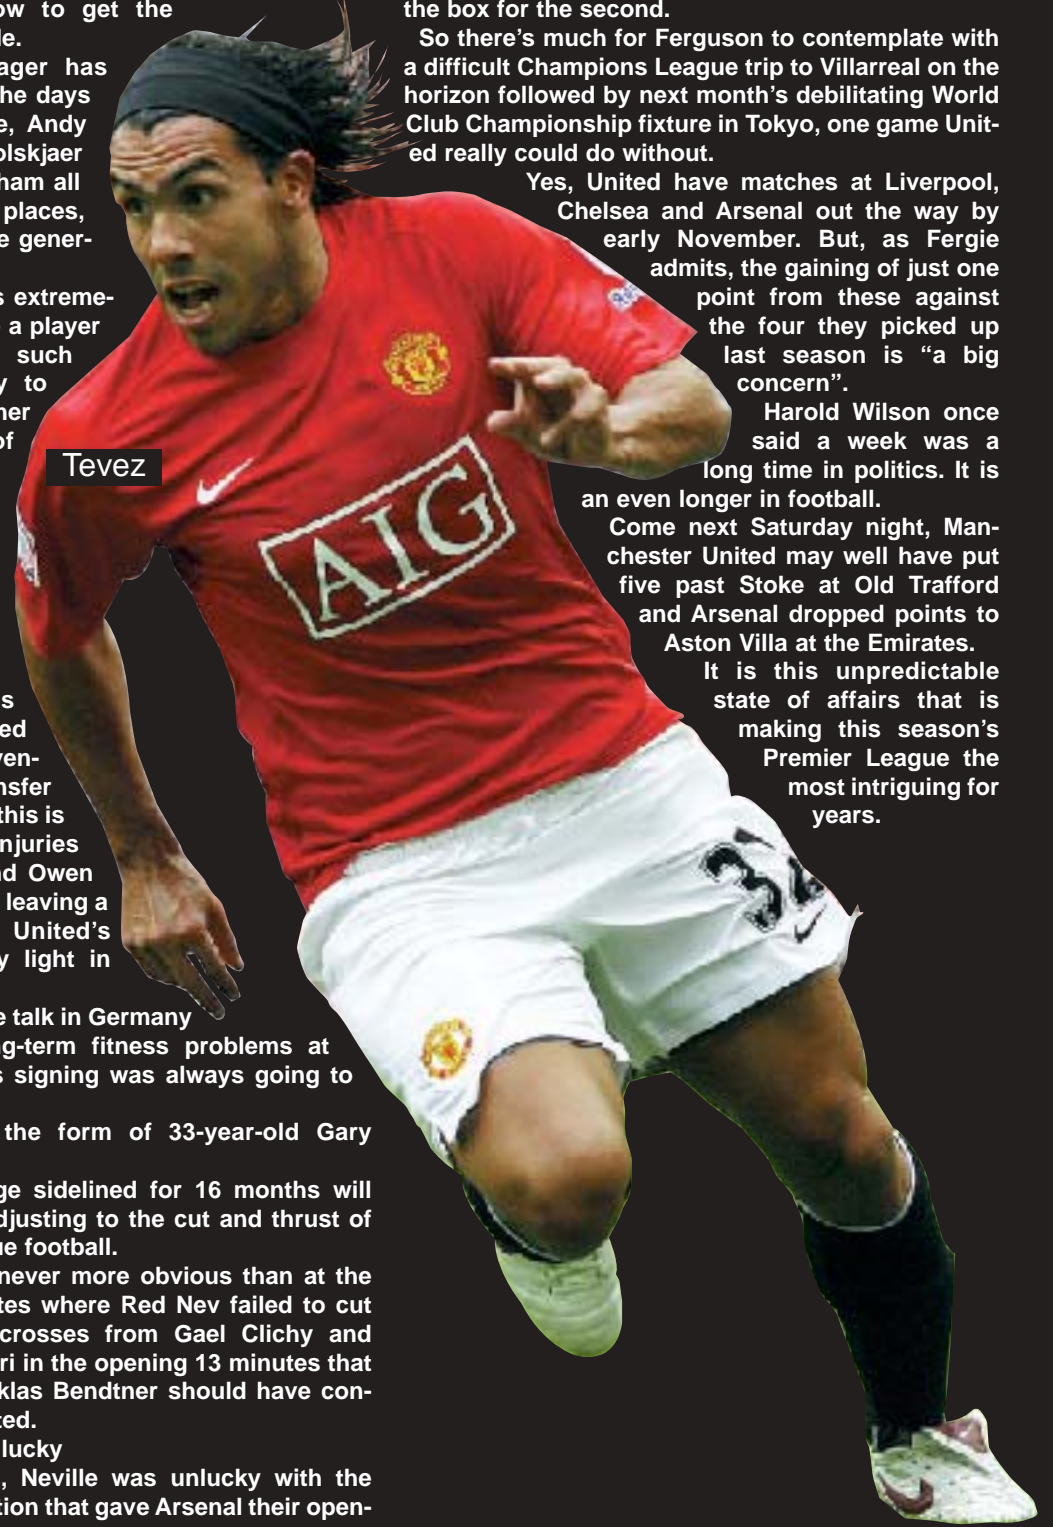 to get the
has
he days
Andy
olskjaer
ham all
places,
e gener-
s extreme-
a player
such
to
of
Tevez
AIG
is
transfer
this is
injuries
Owen
leaving a
United's
light in
e talk in Germany
g-term fitness problems at
s signing was always going to
the form of 33-year-old Gary
ge sidelined for 16 months will
djusting to the cut and thrust of
ue football.
never more obvious than at the
tes where Red Nev failed to cut
crosses from Gael Clichy and
ri in the opening 13 minutes that
klas Bendtner should have con-
ted.
lucky
, Neville was unlucky with the
tion that gave Arsenal their open-
the box for the second.
So there's much for Ferguson to contemplate with
a difficult Champions League trip to Villarreal on the
horizon followed by next month's debilitating World
Club Championship fixture in Tokyo, one game Unit-
ed really could do without.
Yes, United have matches at Liverpool,
Chelsea and Arsenal out the way by
early November. But, as Fergie
admits, the gaining of just one
point from these against
the four they picked up
last season is “a big
concern”.
Harold Wilson once
said a week was a
long time in politics. It is
an even longer in football.
Come next Saturday night, Man-
chester United may well have put
five past Stoke at Old Trafford
and Arsenal dropped points to
Aston Villa at the Emirates.
It is this unpredictable
state of affairs that is
making this season's
Premier League the
most intriguing for
years.
32